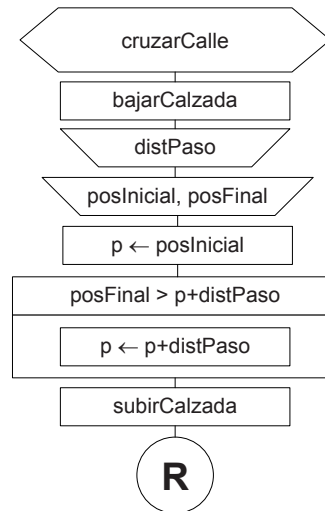 cruzarCalle
bajarCalzada
distPaso
posInicial, posFinal
p ← posInicial
posFinal > p+distPaso
p ← p+distPaso
subirCalzada
R